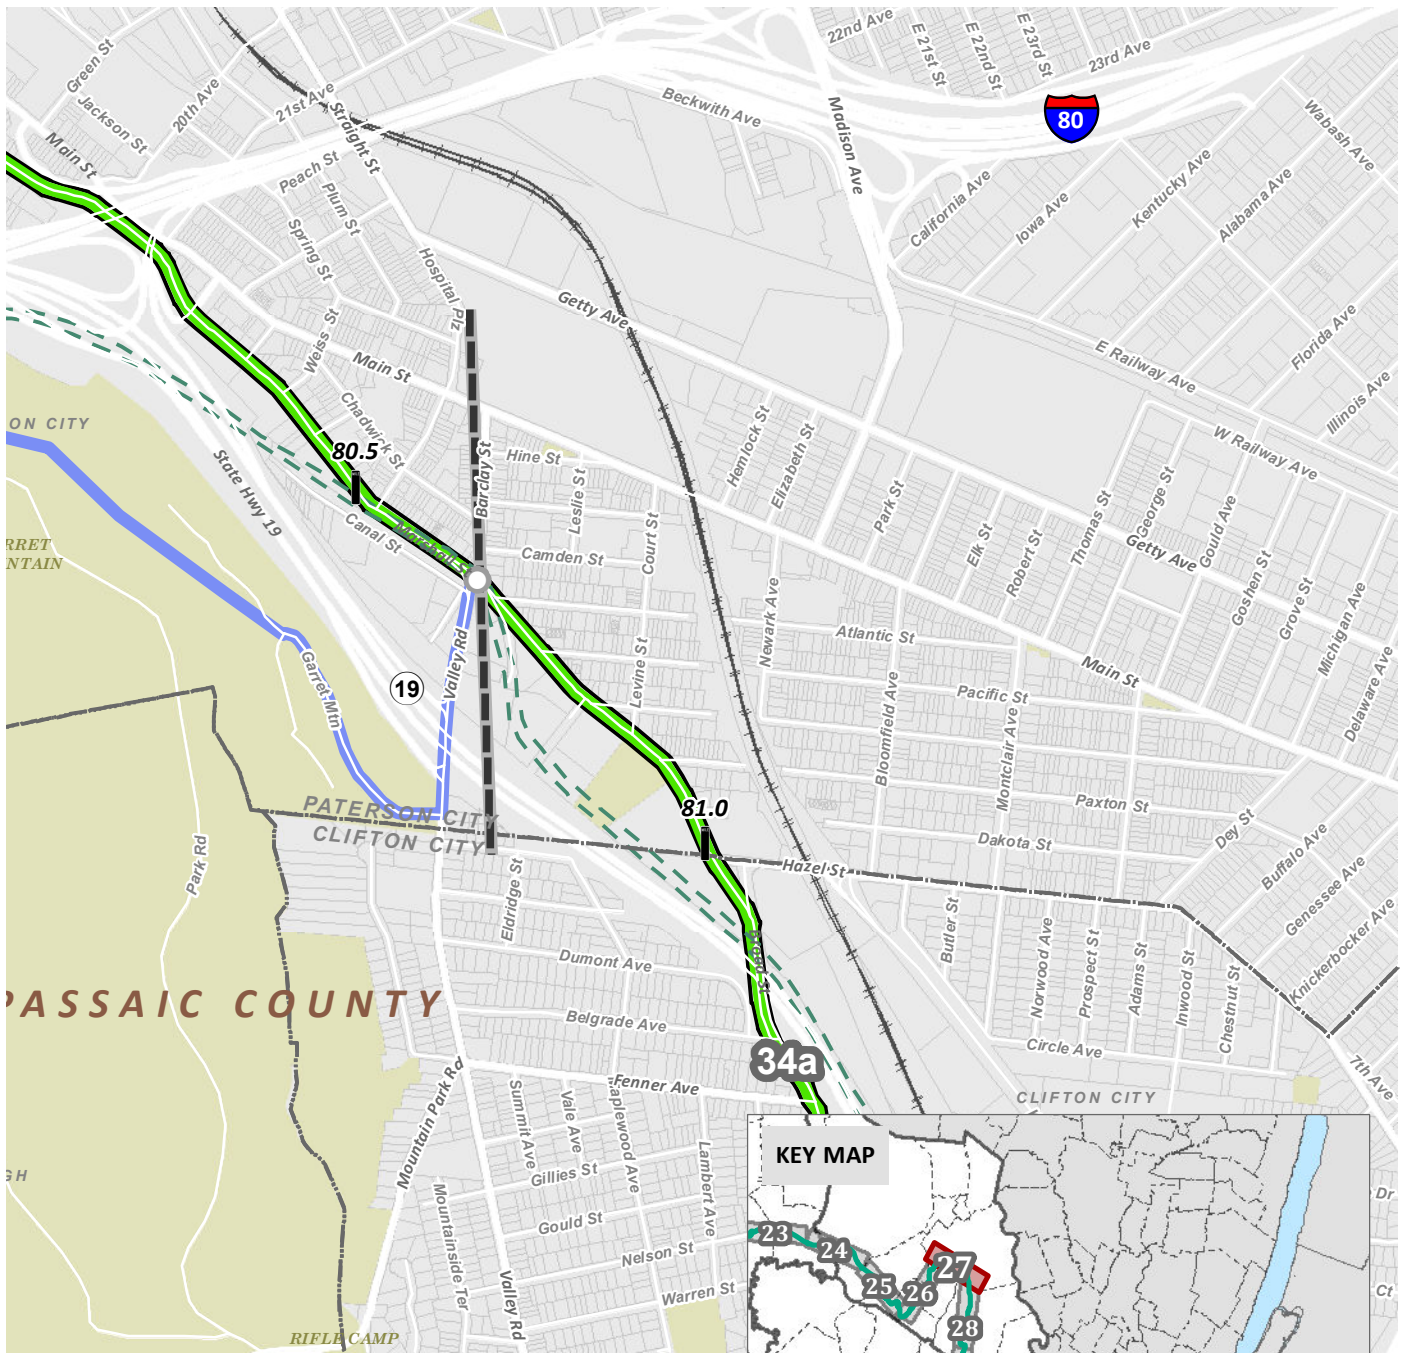 22nd Ave
E 21st St
E 22nd St
E 23rd St
23rd Ave
Green St
Jackson St
20th Ave
21st Ave
Straight St
Beckwith Ave
Madison Ave
80
Wabash Ave
Main St
Peach St
Plum St
Spring St
Hospital Plz
California Ave
Iowa Ave
Kentucky Ave
Alabama Ave
Getty Ave
Weiss St
Main St
Chadwick St
E Railway Ave
Florida Ave
Illinois Ave
W Railway Ave
ON CITY
80.5
State Hwy 19
Canal St
Marshall St
Barclay St
Hine St
Leslie St
Court St
Camden St
Hemlock St
Elizabeth St
Park St
Elk St
Robert St
Thomas St
George St
Gould Ave
Getty Ave
Goshen St
Grove St
Michigan Ave
Delaware Ave
RRET
NTAIN
Garret Mtn
19
Valley Rd
Levine St
Newark Ave
Atlantic St
Pacific St
Main St
Bloomfield Ave
Montclair Ave
Paxton St
Dakota St
Dey St
Buffalo Ave
Genessee Ave
Knickerbocker Ave
PATERSON CITY
CLIFTON CITY
81.0
Hazel St
Park Rd
Eldridge St
Dumont Ave
Belgrade Ave
Grand St
Butler St
Norwood Ave
Prospect St
Adams St
Inwood St
Chestnut St
Circle Ave
7th Ave
PASSAIC COUNTY
34a
Fenner Ave
CLIFTON CITY
Mountain Park Rd
Summit Ave
Vale Ave
Maplewood Ave
Lambert Ave
Gillies St
Gould St
Nelson St
Warren St
Mountainside Ter
Valley Rd
GH
RIFLE CAMP
KEY MAP
23
24
25
26
27
28
Dr
Ct